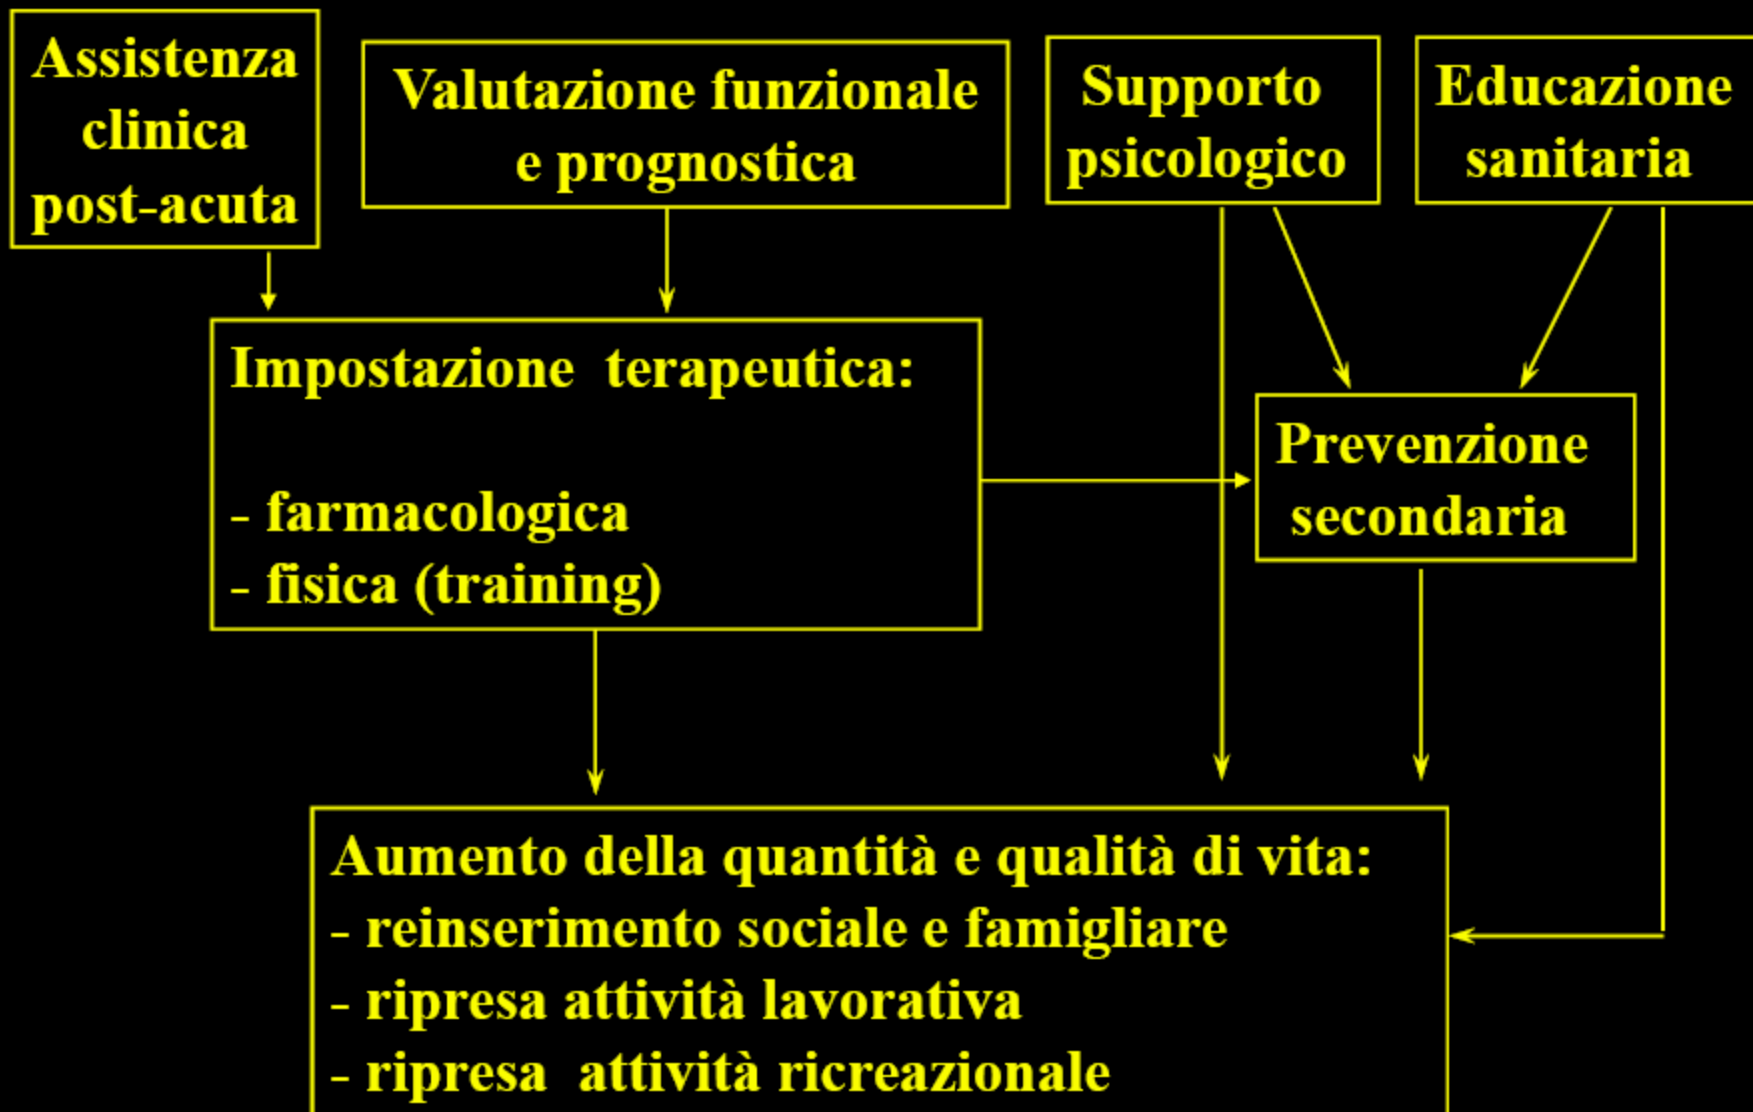 Assistenza
clinica
post-acuta
Valutazione funzionale
e prognostica
Supporto
psicologico
Educazione
sanitaria
Impostazione terapeutica:
- farmacologica
- fisica (training)
Prevenzione
secondaria
Aumento della quantità e qualità di vita:
- reinserimento sociale e famigliare
- ripresa attività lavorativa
- ripresa attività ricreazionale